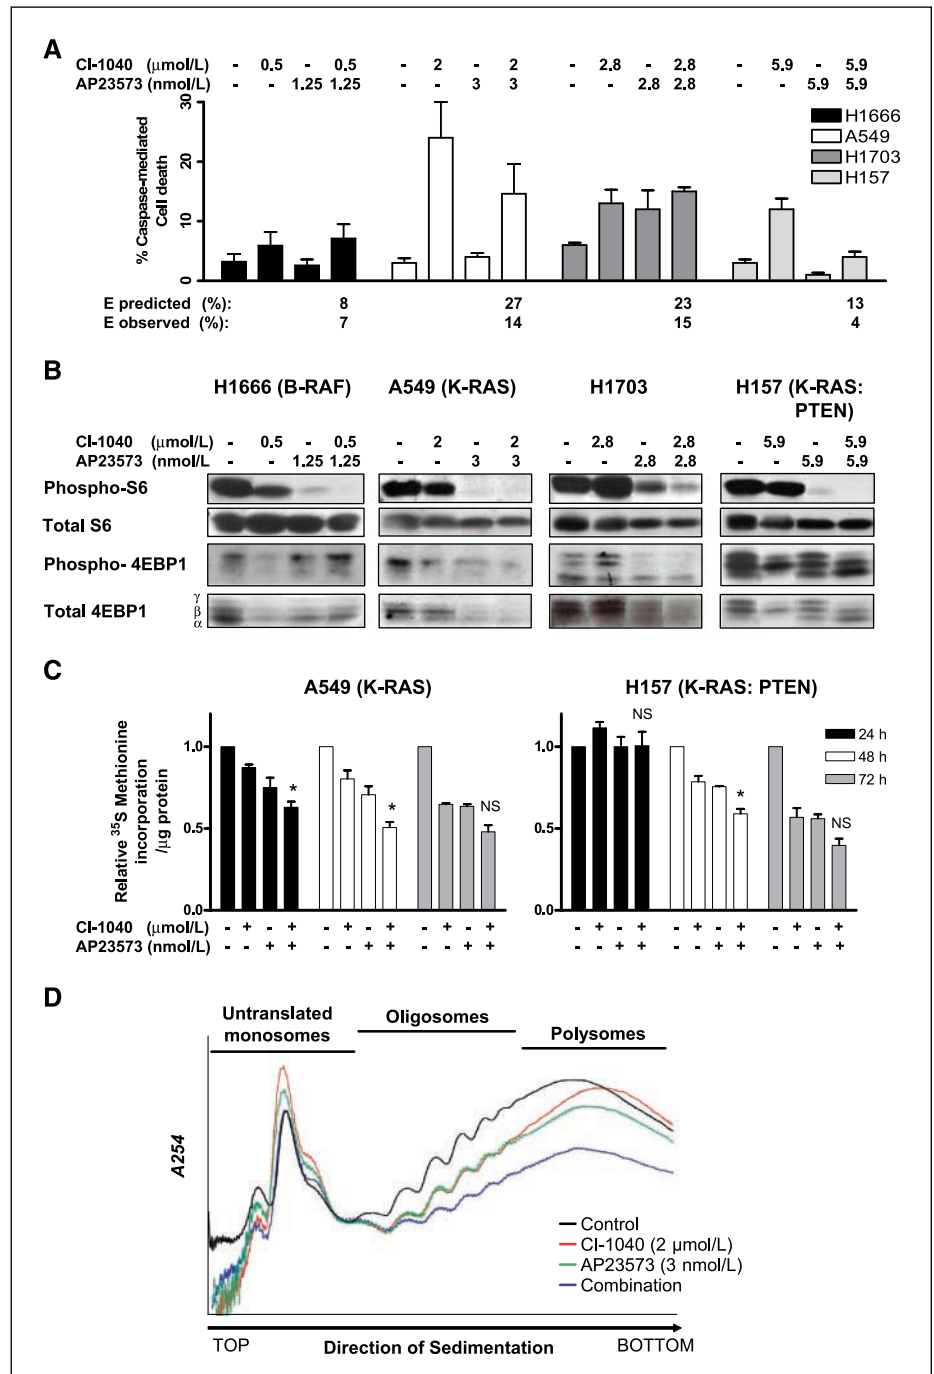 A
CI-1040 (μmol/L) - 0.5 - 0.5 - 2 - 2 - 2.8 - 2.8 - 5.9 - 5.9
AP23573 (nmol/L) - - 1.25 1.25 - - 3 3 - - 2.8 2.8 - - 5.9 5.9
% Caspase-mediated
Cell death
30
20
10
0
H1666
A549
H1703
H157
E predicted (%): 8 27 23 13
E observed (%): 7 14 15 4
B
H1666 (B-RAF) A549 (K-RAS) H1703 H157 (K-RAS:
PTEN)
CI-1040 (μmol/L) - 0.5 - 0.5 - 2 - 2 - 2.8 - 2.8 - 5.9 - 5.9
AP23573 (nmol/L - - 1.25 1.25 - - 3 3 - - 2.8 2.8 - - 5.9 5.9
Phospho-S6
Total S6
Phospho- 4EBP1
Total 4EBP1
γ
β
α
C
A549 (K-RAS) H157 (K-RAS: PTEN)
Relative 35S Methionine
incorporation
/μg protein
1.0
0.5
0.0
* * NS
1.0
0.5
0.0
NS * NS
24 h
48 h
72 h
CI-1040 (μmol/L) - + - + - + - + - + - + - + - + - + - + - + - +
AP23573 (nmol/L) - - + + - - + + - - + + - - + + - - + + - - + +
D
Untranslated
monosomes
Oligosomes
Polysomes
A254
Control
CI-1040 (2 μmol/L)
AP23573 (3 nmol/L)
Combination
TOP Direction of Sedimentation BOTTOM